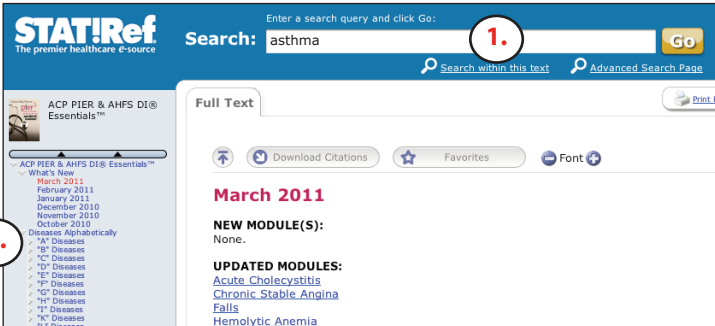 STAT!Ref
The premier healthcare e-source
Enter a search query and click Go:
Search: asthma 1. Go
Search within this text Advanced Search Page
ACP PIER & AHFS DI®
Essentials™
Full Text
Print
Download Citations Favorites Font
ACP PIER & AHFS DI® Essentials™
What's New
March 2011
February 2011
January 2011
December 2010
November 2010
October 2010
Diseases Alphabetically
"A" Diseases
"B" Diseases
"C" Diseases
"D" Diseases
"E" Diseases
"F" Diseases
"G" Diseases
"H" Diseases
"I" Diseases
"K" Diseases
"L" Diseases
March 2011
NEW MODULE(S):
None.
UPDATED MODULES:
Acute Cholecystitis
Chronic Stable Angina
Falls
Hemolytic Anemia